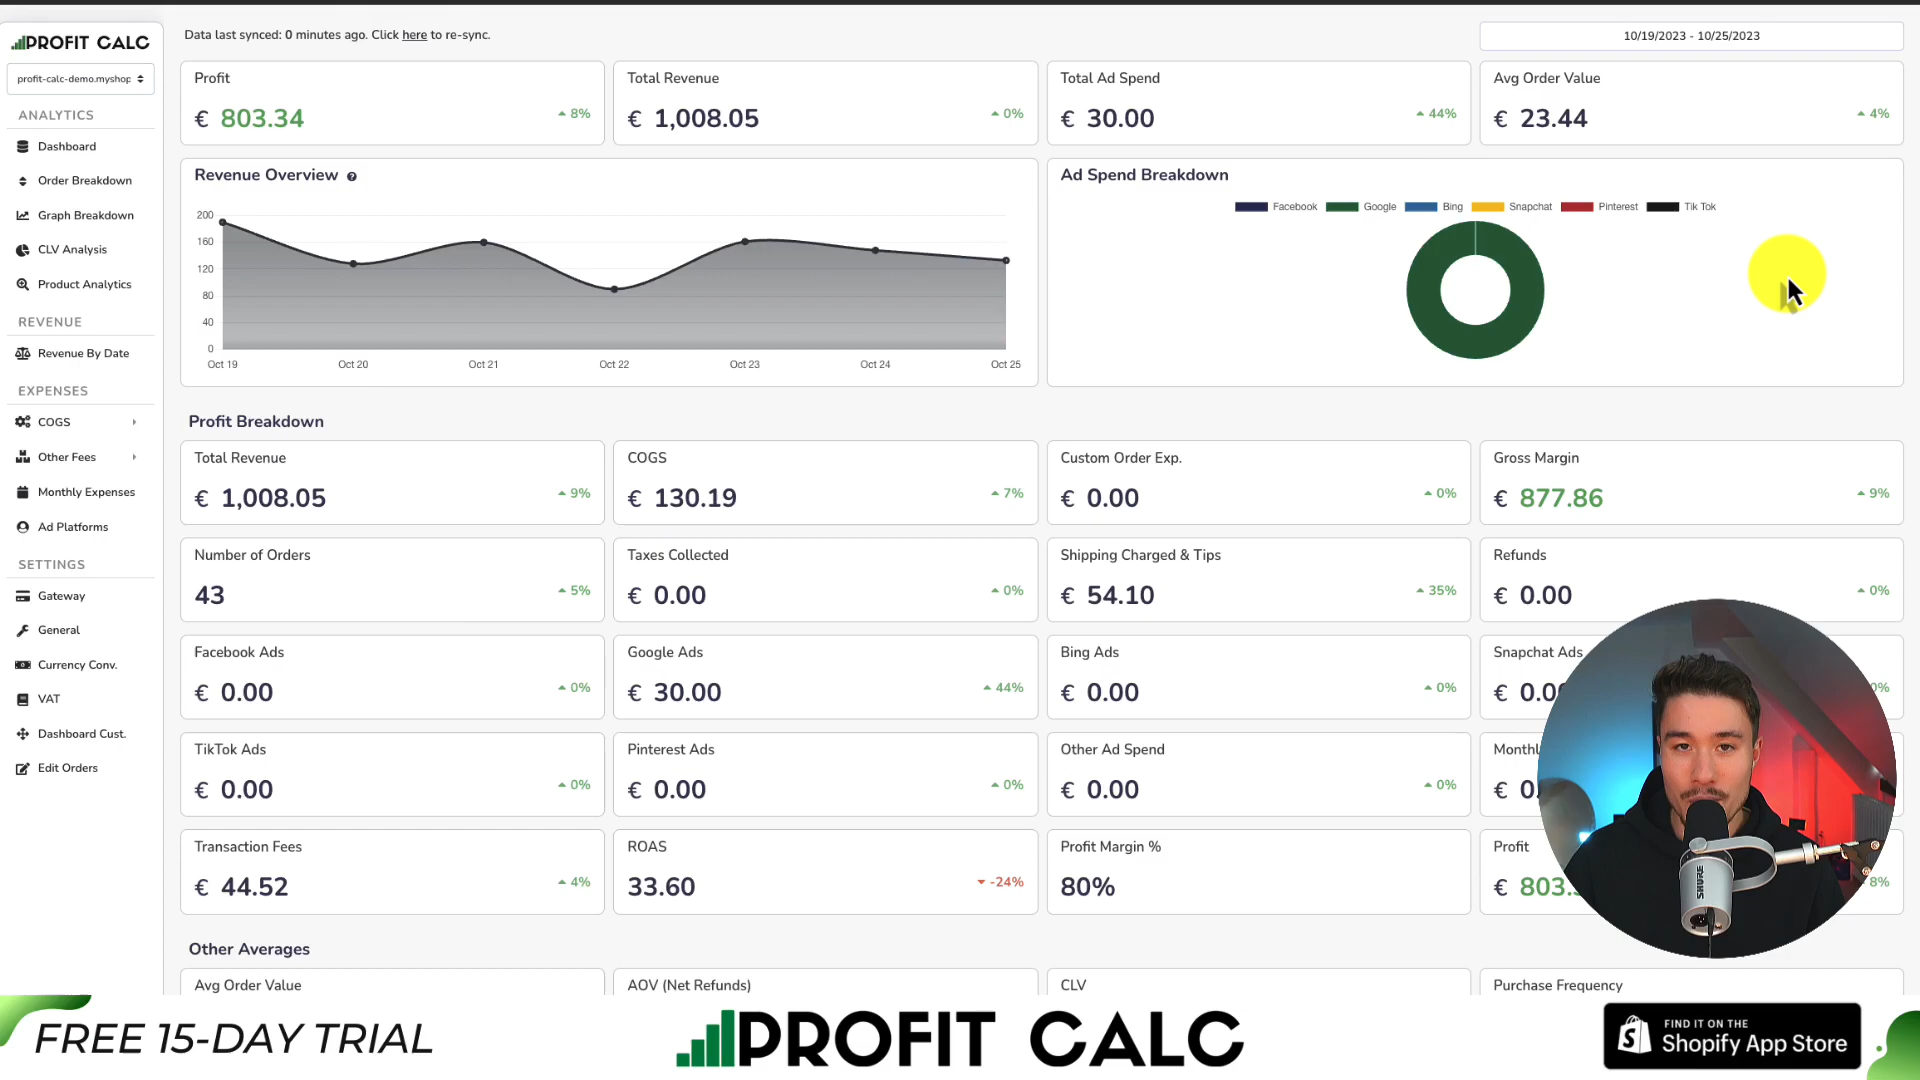 PROFIT CALC
profit-calc-demo.myshop
ANALYTICS
Dashboard
Order Breakdown
Graph Breakdown
CLV Analysis
Product Analytics
REVENUE
Revenue By Date
EXPENSES
COGS
Other Fees
Monthly Expenses
Ad Platforms
SETTINGS
Gateway
General
Currency Conv.
VAT
Dashboard Cust.
Edit Orders
Data last synced: 0 minutes ago. Click here to re-sync.
10/19/2023 - 10/25/2023
Profit
€ 803.34
8%
Total Revenue
€ 1,008.05
0%
Total Ad Spend
€ 30.00
44%
Avg Order Value
€ 23.44
4%
Revenue Overview
200
160
120
80
40
0
Oct 19 Oct 20 Oct 21 Oct 22 Oct 23 Oct 24 Oct 25
Ad Spend Breakdown
Facebook Google Bing Snapchat Pinterest Tik Tok
Profit Breakdown
Total Revenue
€ 1,008.05
9%
COGS
€ 130.19
7%
Custom Order Exp.
€ 0.00
0%
Gross Margin
€ 877.86
9%
Number of Orders
43
5%
Taxes Collected
€ 0.00
0%
Shipping Charged & Tips
€ 54.10
35%
Refunds
€ 0.00
0%
Facebook Ads
€ 0.00
0%
Google Ads
€ 30.00
44%
Bing Ads
€ 0.00
0%
Snapchat Ads
€ 0.0
0%
TikTok Ads
€ 0.00
0%
Pinterest Ads
€ 0.00
0%
Other Ad Spend
€ 0.00
0%
Monthl
€ 0.
Transaction Fees
€ 44.52
4%
ROAS
33.60
-24%
Profit Margin %
80%
Profit
€ 803.
8%
SHURE
Other Averages
Avg Order Value
AOV (Net Refunds)
CLV
Purchase Frequency
FREE 15-DAY TRIAL
PROFIT CALC
FIND IT ON THE
Shopify App Store